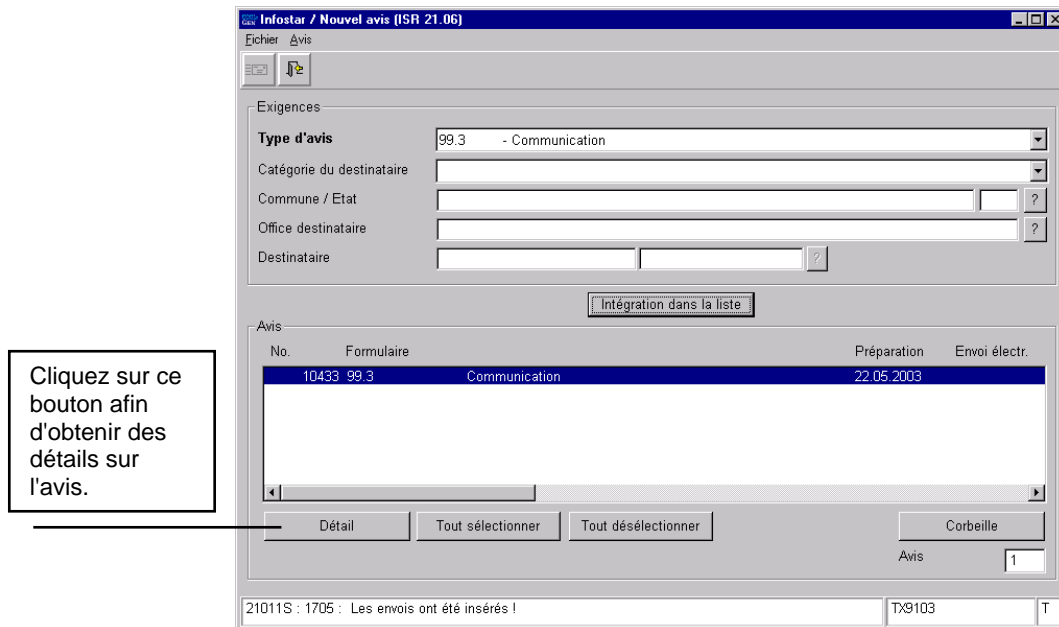 Infostar / Nouvel avis (ISR 21.06)
Fichier Avis
Exigences
Type d'avis 99.3 - Communication
Catégorie du destinataire
Commune / Etat ?
Office destinataire ?
Destinataire ?
Intégration dans la liste
Avis
No. Formulaire Préparation Envoi électr.
10433 99.3 Communication 22.05.2003
Cliquez sur ce
bouton afin
d'obtenir des
détails sur
l'avis.
Détail Tout sélectionner Tout désélectionner Corbeille
Avis 1
21011S : 1705 : Les envois ont été insérés ! TX9103 T